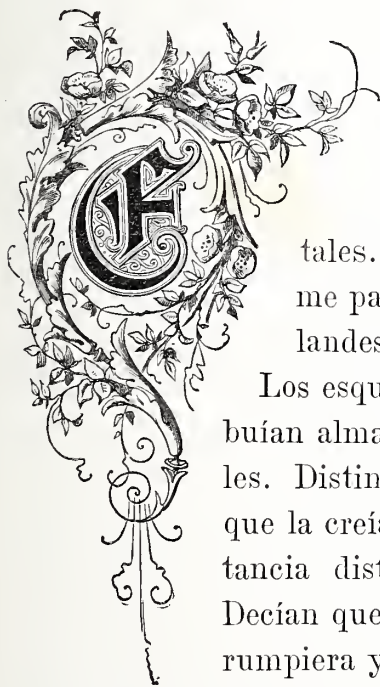 E
tales.
me pa
landes
Los esqu
buían alma
les. Distin
que la creía
tancia dist
Decían que
rumpiera y